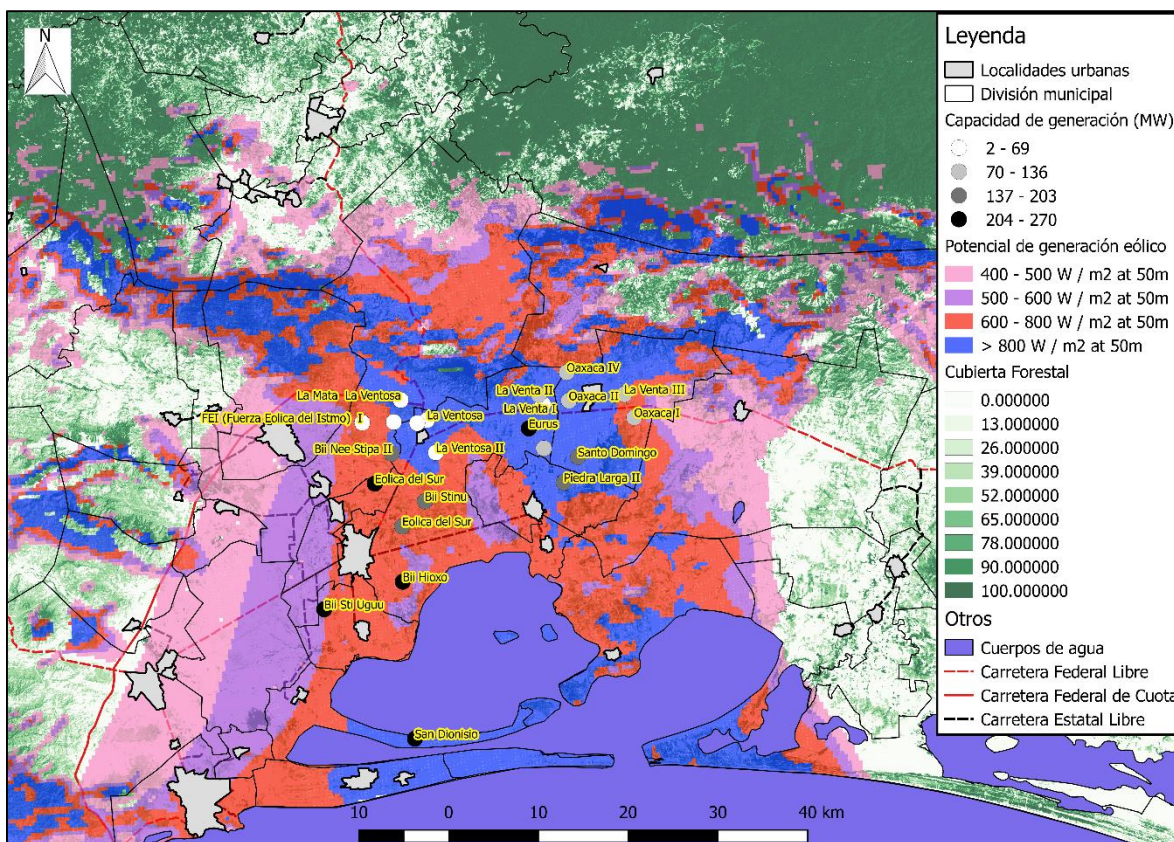 N
Leyenda
Localidades urbanas
División municipal
Capacidad de generación (MW)
2 - 69
70 - 136
137 - 203
204 - 270
Potencial de generación eólico
400 - 500 W / m2 at 50m
500 - 600 W / m2 at 50m
600 - 800 W / m2 at 50m
> 800 W / m2 at 50m
Cubierta Forestal
0.000000
13.000000
26.000000
39.000000
52.000000
65.000000
78.000000
90.000000
100.000000
Otros
Cuerpos de agua
Carretera Federal Libre
Carretera Federal de Cuota
Carretera Estatal Libre
Oaxaca IV
La Mata
La Ventosa
La Venta II
Oaxaca II
La Venta III
FEI (Fuerza Eolica del Istmo) I
La Ventosa
La Venta I
Oaxaca I
Eurus
Bii Nee Stipa II
La Ventosa II
Santo Domingo
Eolica del Sur
Piedra Larga II
Bii Stinu
Eolica del Sur
Bii Hioxo
Bii Sti Uguu
San Dionisio
10 0 10 20 30 40 km